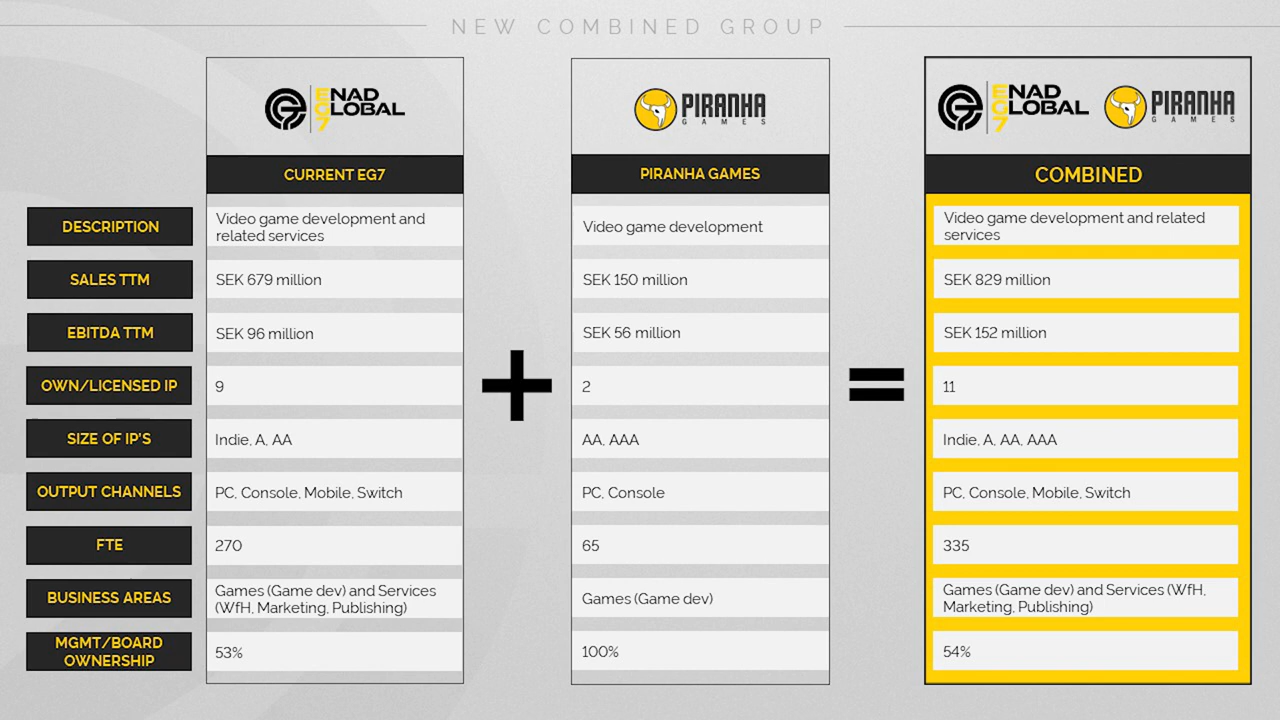 NEW COMBINED GROUP
EG7
ENAD
GLOBAL
PIRANHA
GAMES
ENAD
GLOBAL
EG7
PIRANHA
GAMES
CURRENT EG7
PIRANHA GAMES
COMBINED
DESCRIPTION
Video game development and
related services
Video game development
Video game development and related
services
SALES TTM
SEK 679 million
SEK 150 million
SEK 829 million
EBITDA TTM
SEK 96 million
SEK 56 million
SEK 152 million
OWN/LICENSED IP
9
2
11
SIZE OF IP'S
Indie, A, AA
AA, AAA
Indie, A, AA, AAA
OUTPUT CHANNELS
PC, Console, Mobile, Switch
PC, Console
PC, Console, Mobile, Switch
FTE
270
65
335
BUSINESS AREAS
Games (Game dev) and Services
(WfH, Marketing, Publishing)
Games (Game dev)
Games (Game dev) and Services (WfH,
Marketing, Publishing)
MGMT/BOARD
OWNERSHIP
53%
100%
54%
+
=